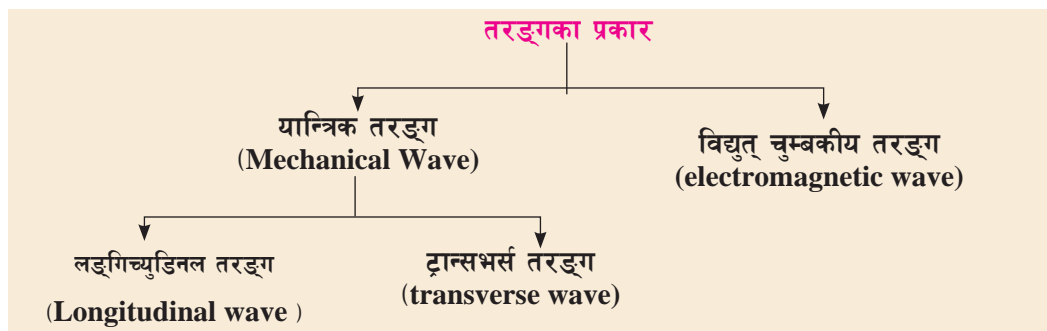 तरङ्गका प्रकार
यान्त्रिक तरङ्ग
(Mechanical Wave)
विद्युत् चुम्बकीय तरङ्ग
(electromagnetic wave)
लङ्गिच्युडिनल तरङ्ग
(Longitudinal wave )
ट्रान्सभर्स तरङ्ग
(transverse wave)